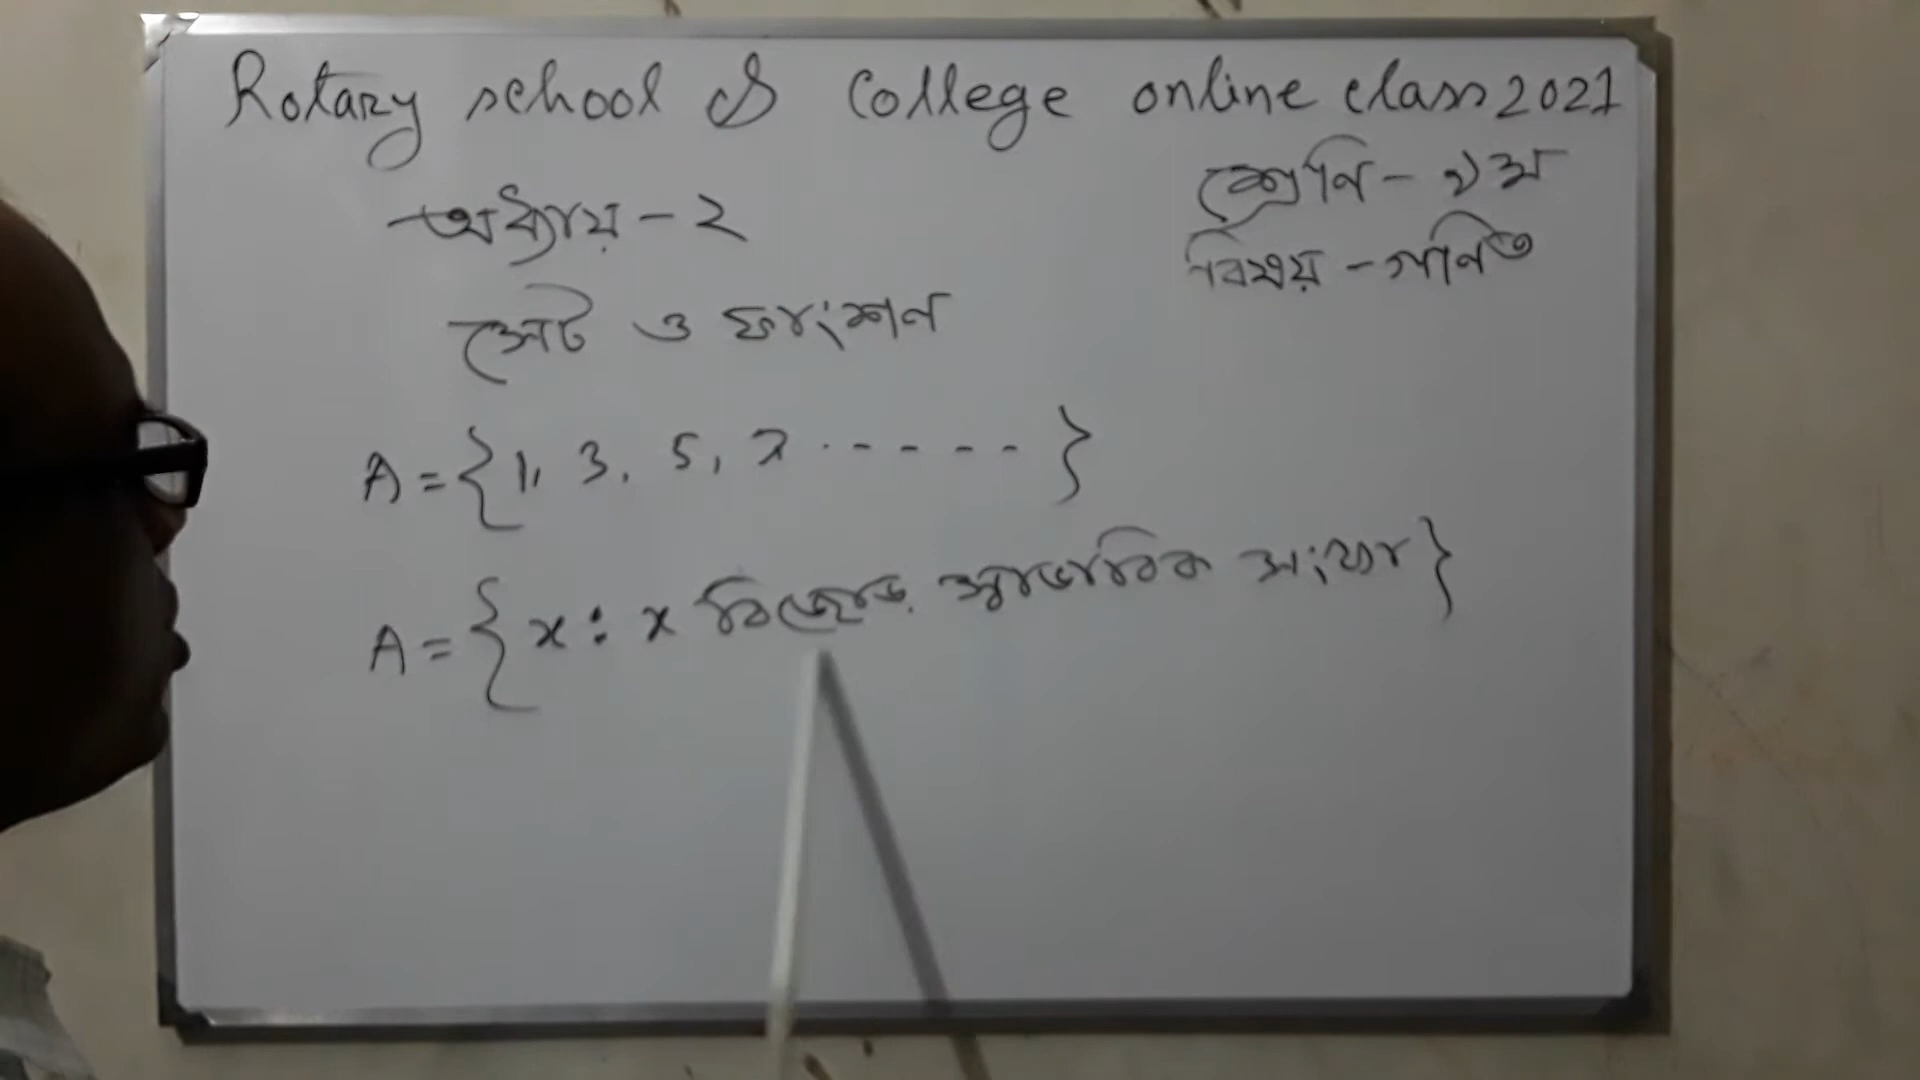 Rotary school & College online class 2021
শ্রেণি - ৯ম
অধ্যায় - ২
বিষয় - গণিত
সেট ও ফাংশন
A = {1, 3, 5, 7 ........}
A = {x : x বিজোড় স্বাভাবিক সংখ্যা}